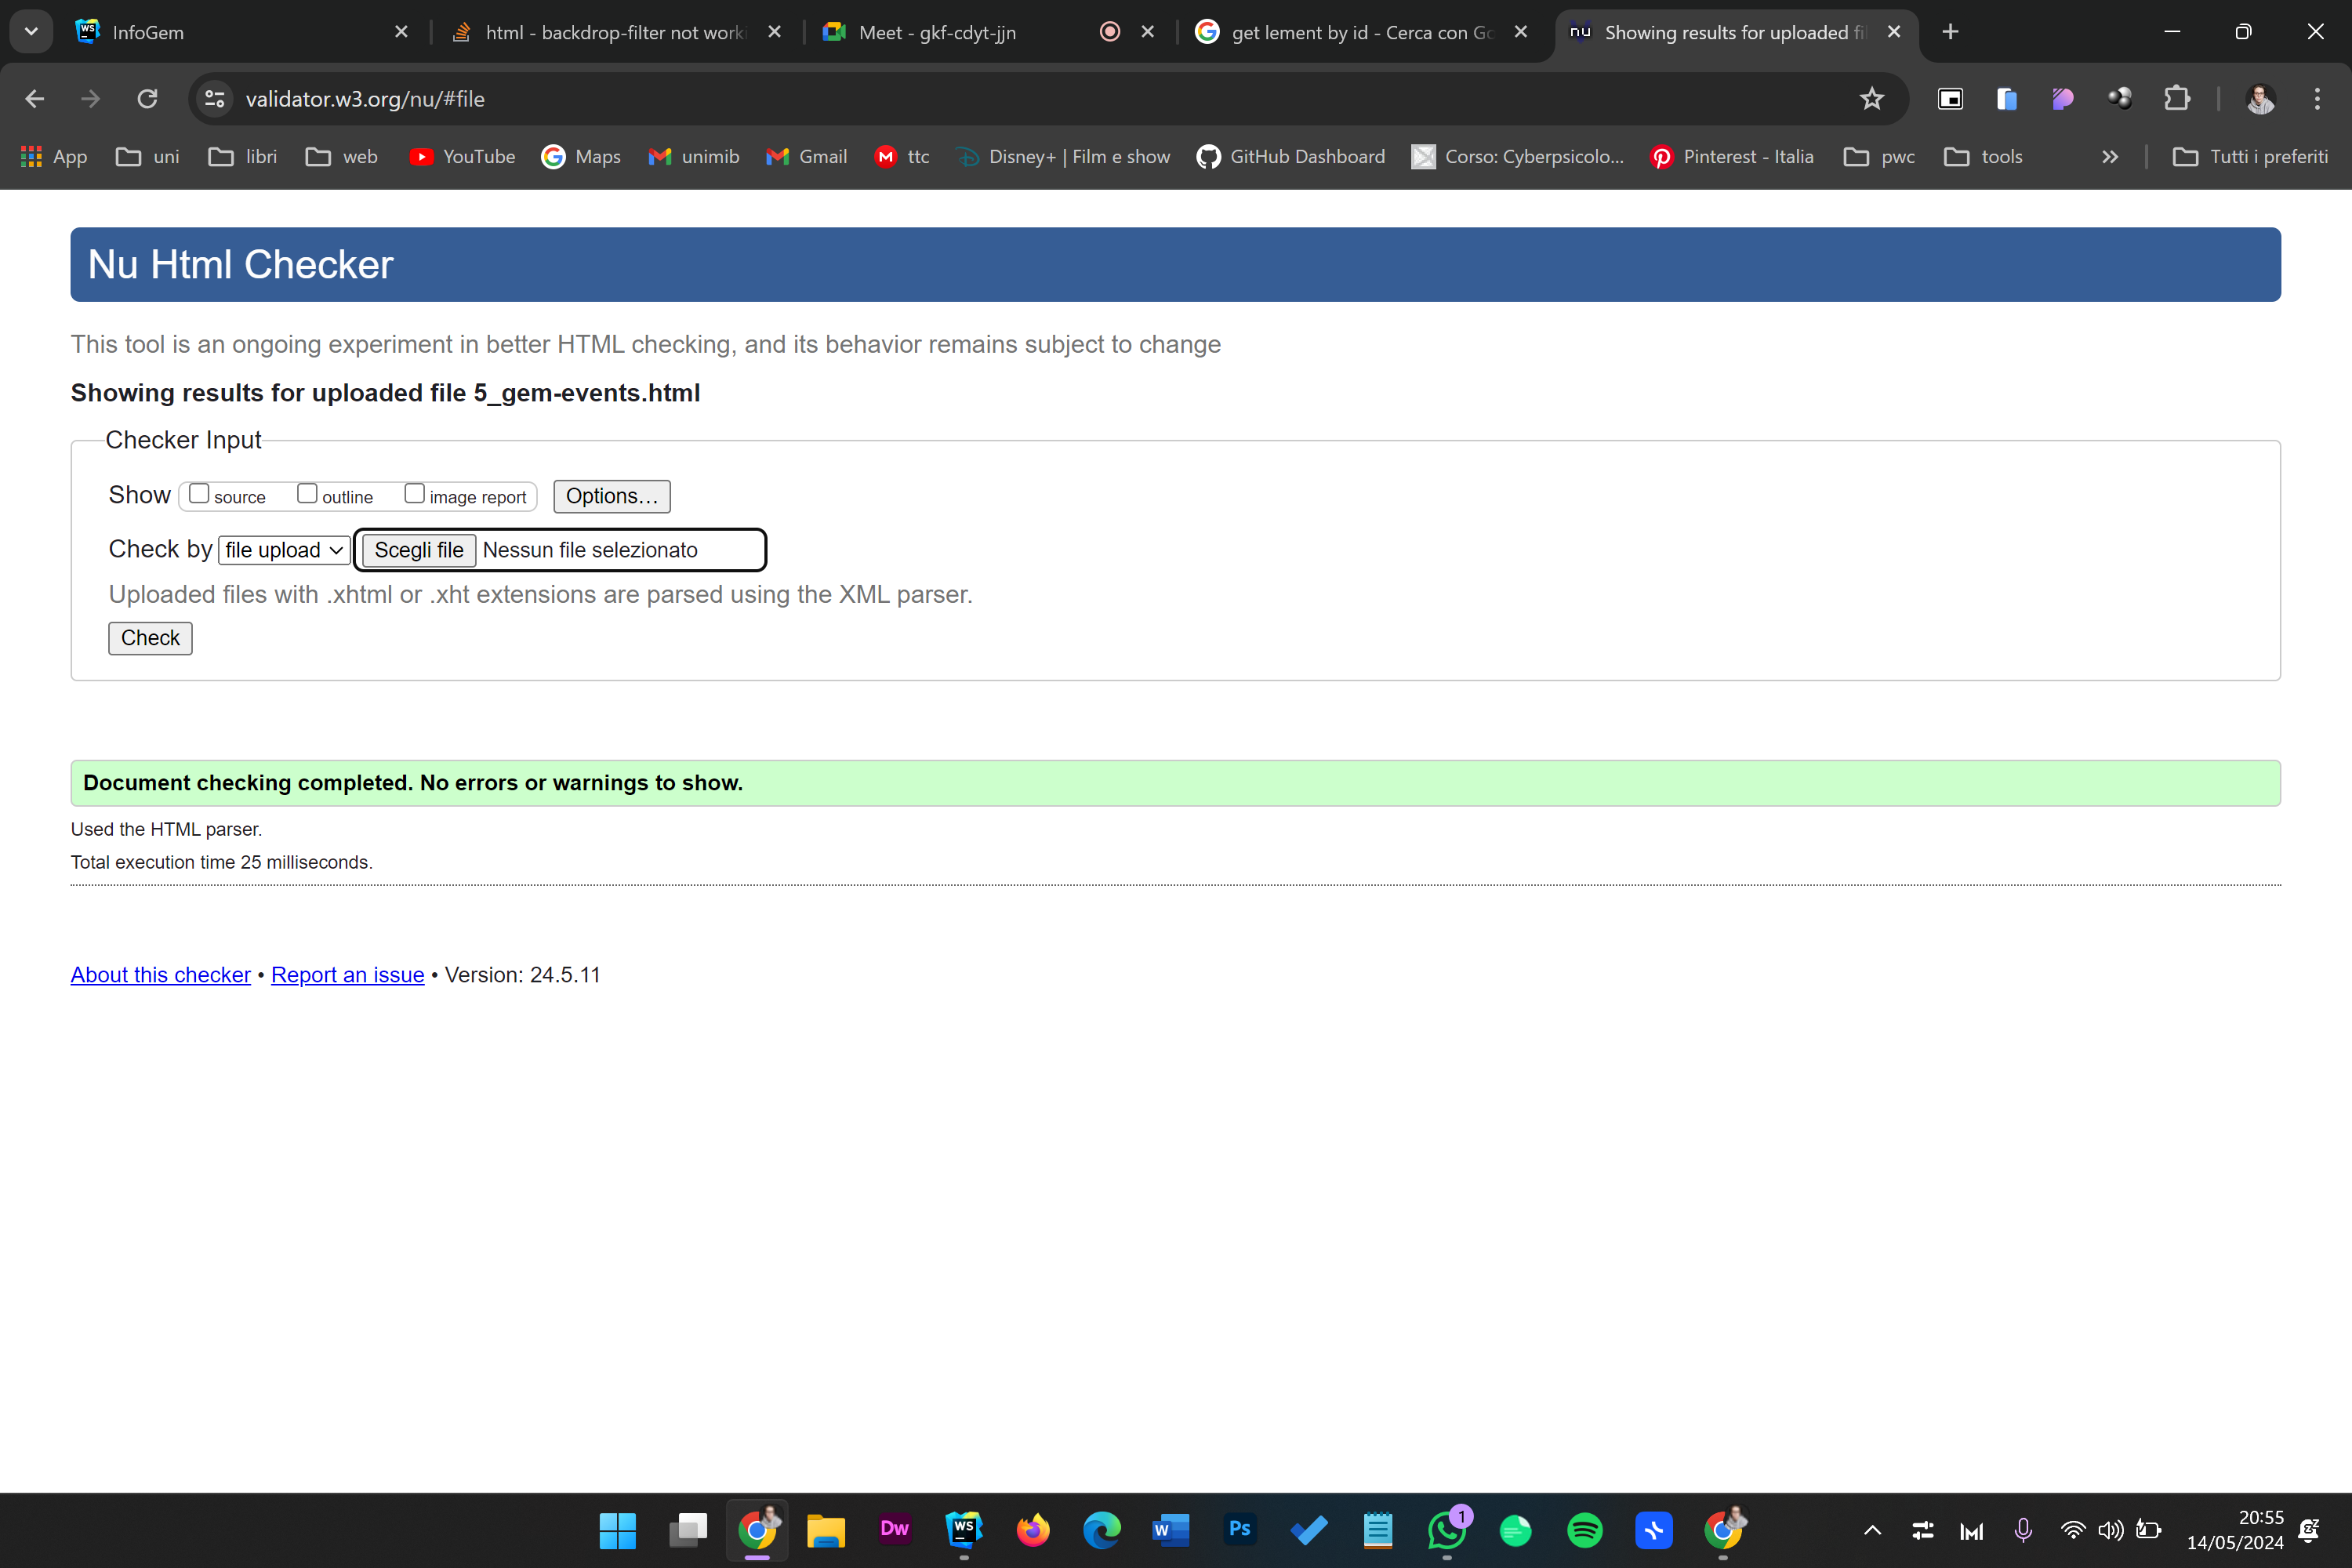 InfoGem
html - backdrop-filter not worki
Meet - gkf-cdyt-jjn
get lement by id - Cerca con Go
Showing results for uploaded fi
validator.w3.org/nu/#file
App
uni
libri
web
YouTube
Maps
unimib
Gmail
ttc
Disney+ | Film e show
GitHub Dashboard
Corso: Cyberpsicolo...
Pinterest - Italia
pwc
tools
Tutti i preferiti
Nu Html Checker
This tool is an ongoing experiment in better HTML checking, and its behavior remains subject to change
Showing results for uploaded file 5_gem-events.html
Checker Input
Show source outline image report Options...
Check by file upload Scegli file Nessun file selezionato
Uploaded files with .xhtml or .xht extensions are parsed using the XML parser.
Check
Document checking completed. No errors or warnings to show.
Used the HTML parser.
Total execution time 25 milliseconds.
About this checker • Report an issue • Version: 24.5.11
Dw
WS
W
Ps
1
20:55
14/05/2024